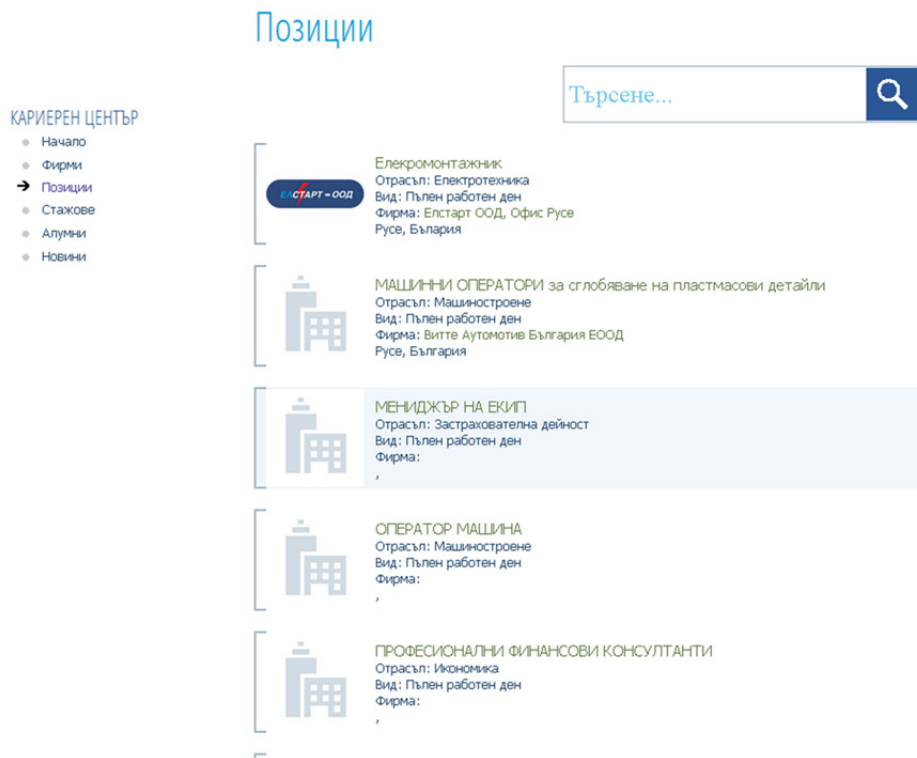 Позиции
Търсене...
КАРИЕРЕН ЦЕНТЪР
Начало
Фирми
Позиции
Стажове
Алумни
Новини
ЕЛСТАРТ - ООД
Елекромонтажник
Отрасъл: Електротехника
Вид: Пълен работен ден
Фирма: Елстарт ООД, Офис Русе
Русе, Бълария
МАШИННИ ОПЕРАТОРИ за сглобяване на пластмасови детайли
Отрасъл: Машиностроене
Вид: Пълен работен ден
Фирма: Витте Аутомотив България ЕООД
Русе, България
МЕНИДЖЪР НА ЕКИП
Отрасъл: Застрахователна дейност
Вид: Пълен работен ден
Фирма:
,
ОПЕРАТОР МАШИНА
Отрасъл: Машиностроене
Вид: Пълен работен ден
Фирма:
,
ПРОФЕСИОНАЛНИ ФИНАНСОВИ КОНСУЛТАНТИ
Отрасъл: Икономика
Вид: Пълен работен ден
Фирма:
,